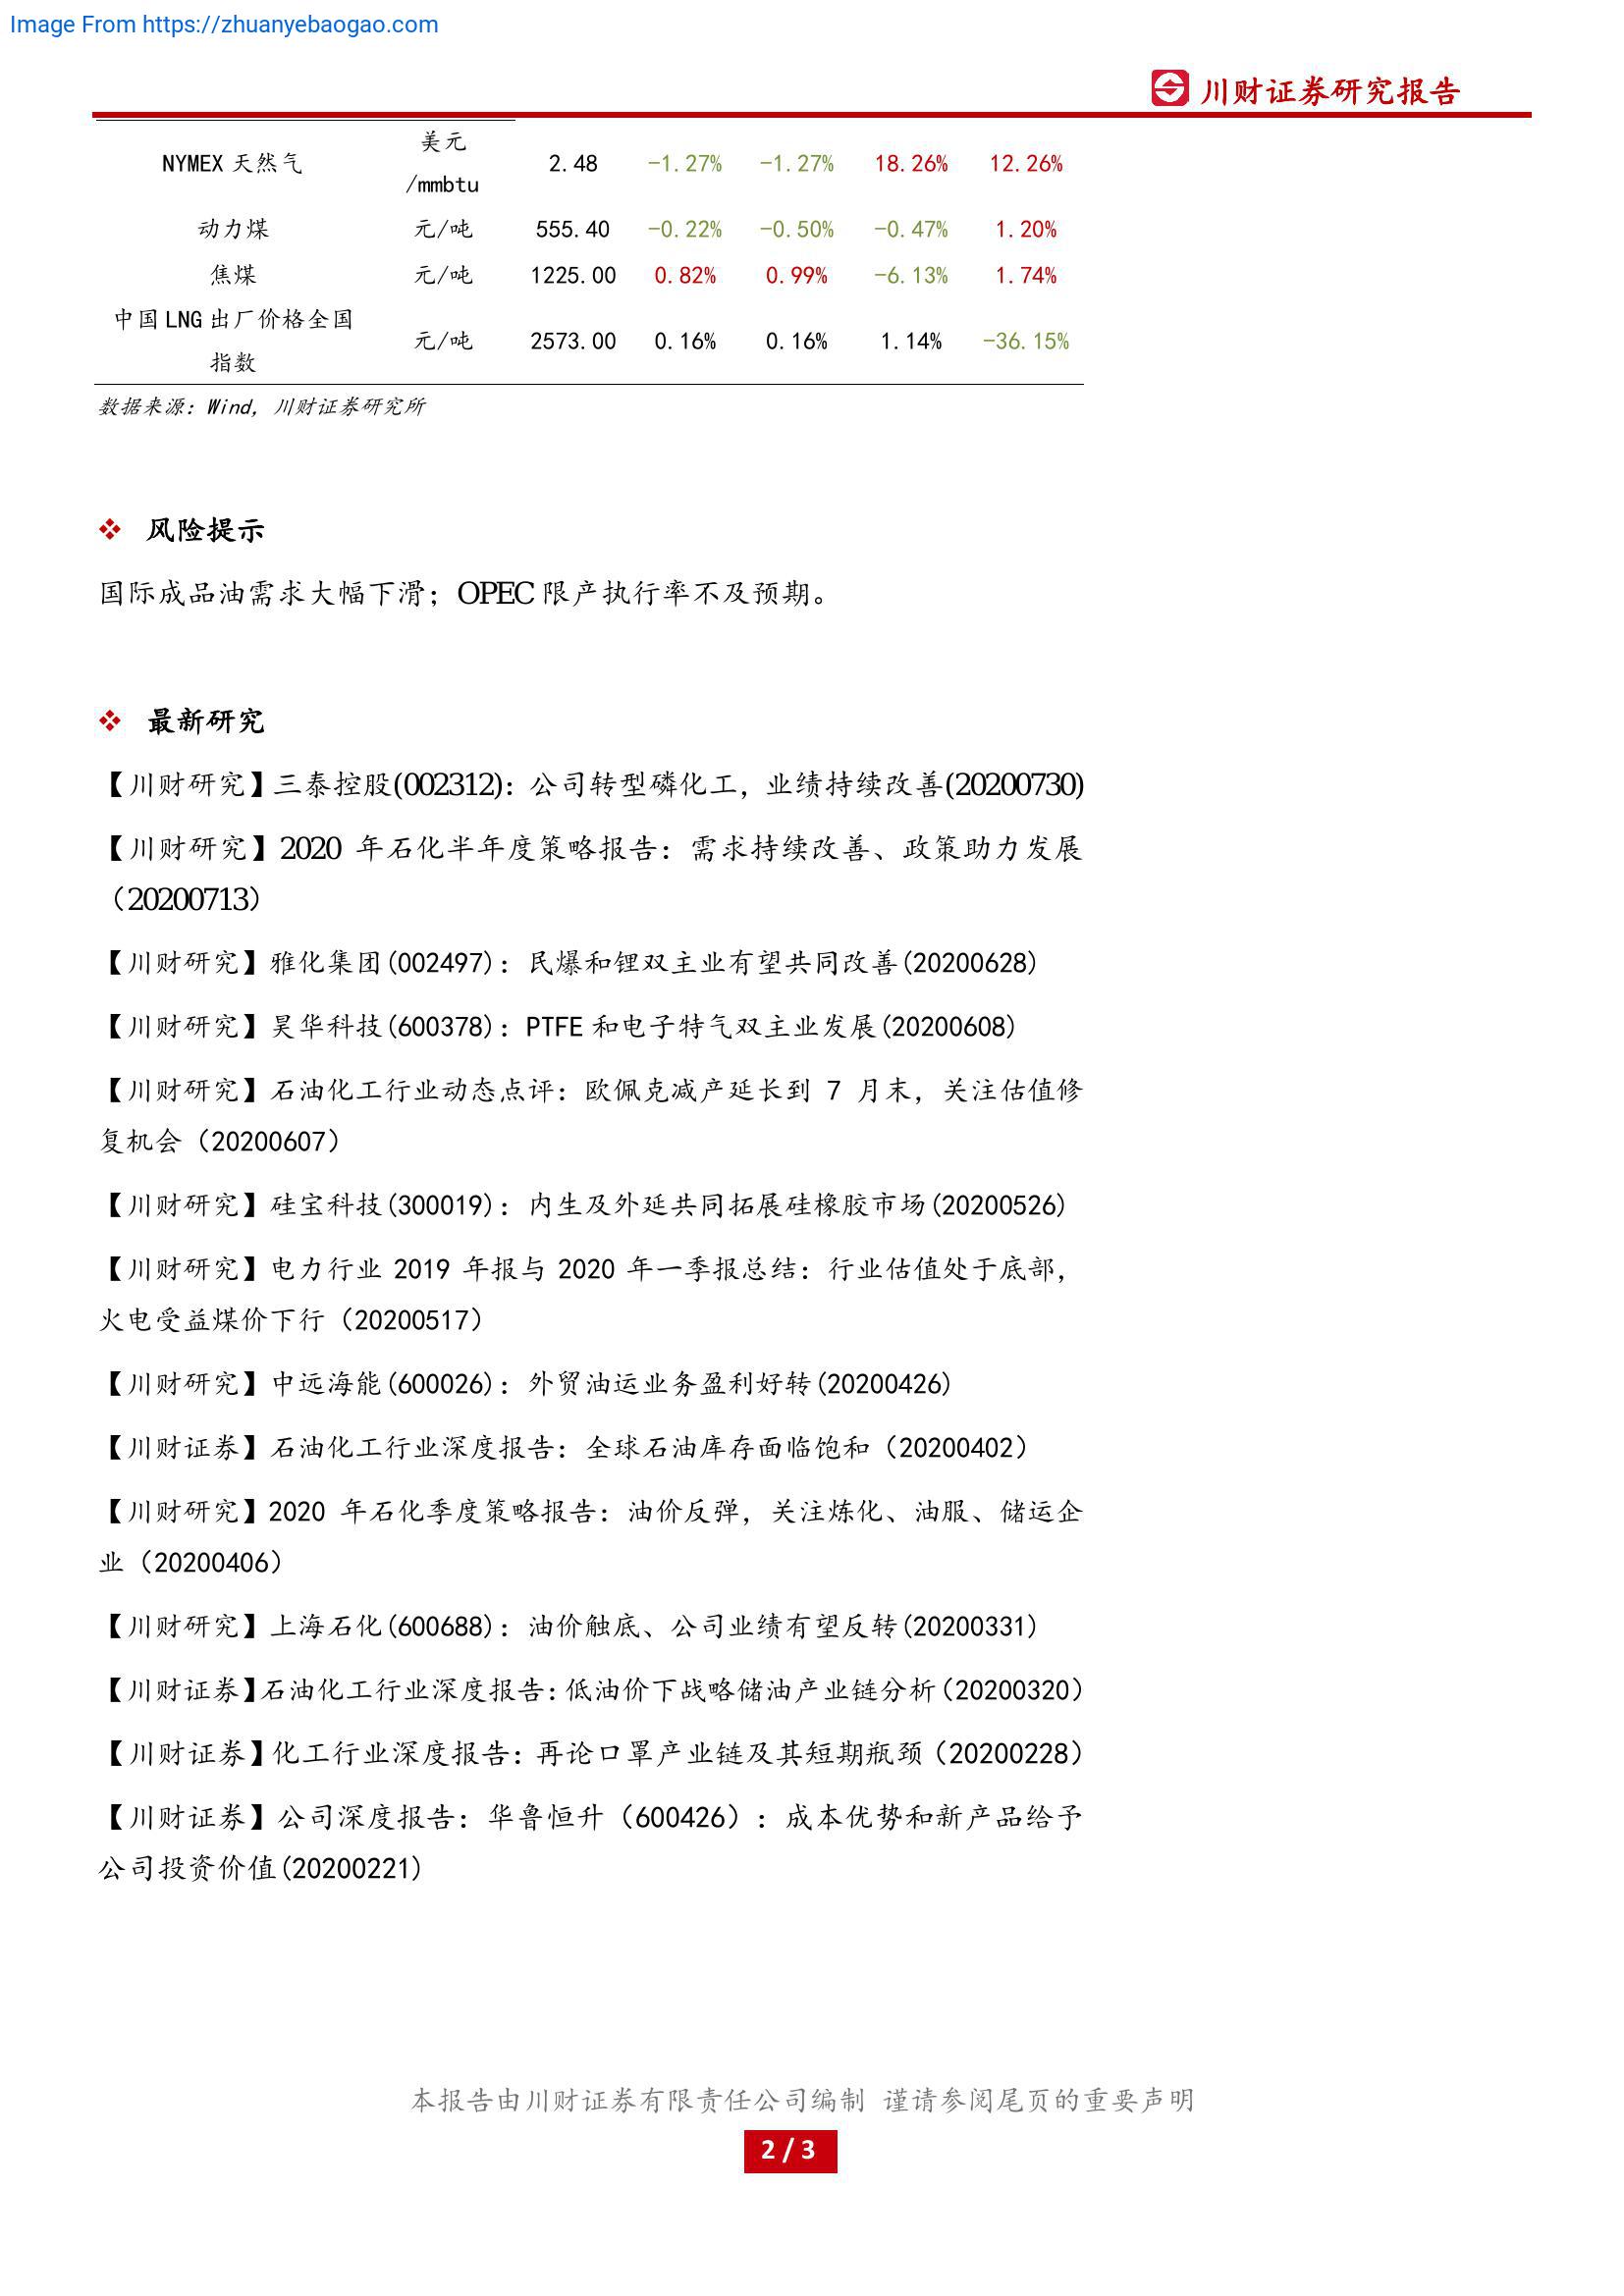 Image From https://zhuanyebaogao.com
川财证券研究报告
美元
NYMEX 天然气 2.48 -1.27% -1.27% 18.26% 12.26%
/mmbtu
动力煤 元/吨 555.40 -0.22% -0.50% -0.47% 1.20%
焦煤 元/吨 1225.00 0.82% 0.99% -6.13% 1.74%
中国 LNG 出厂价格全国
元/吨 2573.00 0.16% 0.16% 1.14% -36.15%
指数
数据来源：Wind，川财证券研究所
❖ 风险提示
国际成品油需求大幅下滑；OPEC 限产执行率不及预期。
❖ 最新研究
【川财研究】三泰控股(002312)：公司转型磷化工，业绩持续改善(20200730)
【川财研究】2020 年石化半年度策略报告：需求持续改善、政策助力发展
（20200713）
【川财研究】雅化集团(002497)：民爆和锂双主业有望共同改善(20200628)
【川财研究】昊华科技(600378)：PTFE 和电子特气双主业发展(20200608)
【川财研究】石油化工行业动态点评：欧佩克减产延长到 7 月末，关注估值修
复机会（20200607）
【川财研究】硅宝科技(300019)：内生及外延共同拓展硅橡胶市场(20200526)
【川财研究】电力行业 2019 年报与 2020 年一季报总结：行业估值处于底部，
火电受益煤价下行（20200517）
【川财研究】中远海能(600026)：外贸油运业务盈利好转(20200426)
【川财证券】石油化工行业深度报告：全球石油库存面临饱和（20200402）
【川财研究】2020 年石化季度策略报告：油价反弹，关注炼化、油服、储运企
业（20200406）
【川财研究】上海石化(600688)：油价触底、公司业绩有望反转(20200331)
【川财证券】石油化工行业深度报告：低油价下战略储油产业链分析（20200320）
【川财证券】化工行业深度报告：再论口罩产业链及其短期瓶颈（20200228）
【川财证券】公司深度报告：华鲁恒升（600426）：成本优势和新产品给予
公司投资价值(20200221)
本报告由川财证券有限责任公司编制 谨请参阅尾页的重要声明
2 / 3